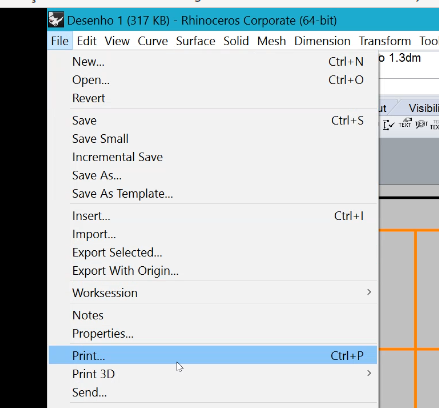 Desenho 1 (317 KB) - Rhinoceros Corporate (64-bit)
File Edit View Curve Surface Solid Mesh Dimension Transform Too
New... Ctrl+N
o 1.3dm
Open... Ctrl+O
Revert
ut Visibili
Save Ctrl+S
TEXT
Save Small
Incremental Save
Save As...
Save As Template...
Insert... Ctrl+I
Import...
Export Selected...
Export With Origin...
Worksession >
Notes
Properties...
Print... Ctrl+P
Print 3D >
Send...